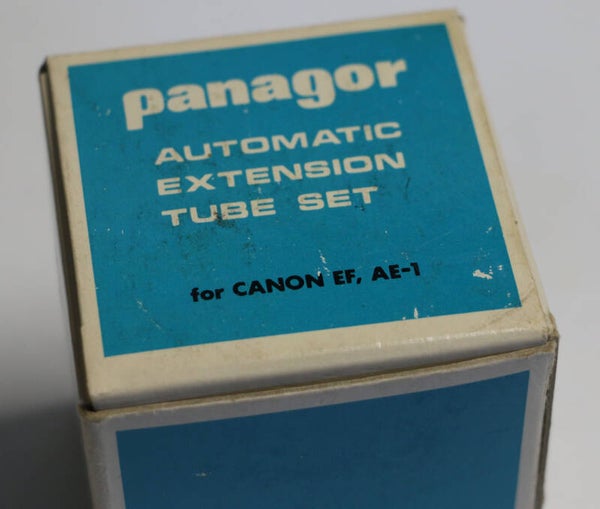 panagor
AUTOMATIC
EXTENSION
TUBE SET
for CANON EF, AE-1